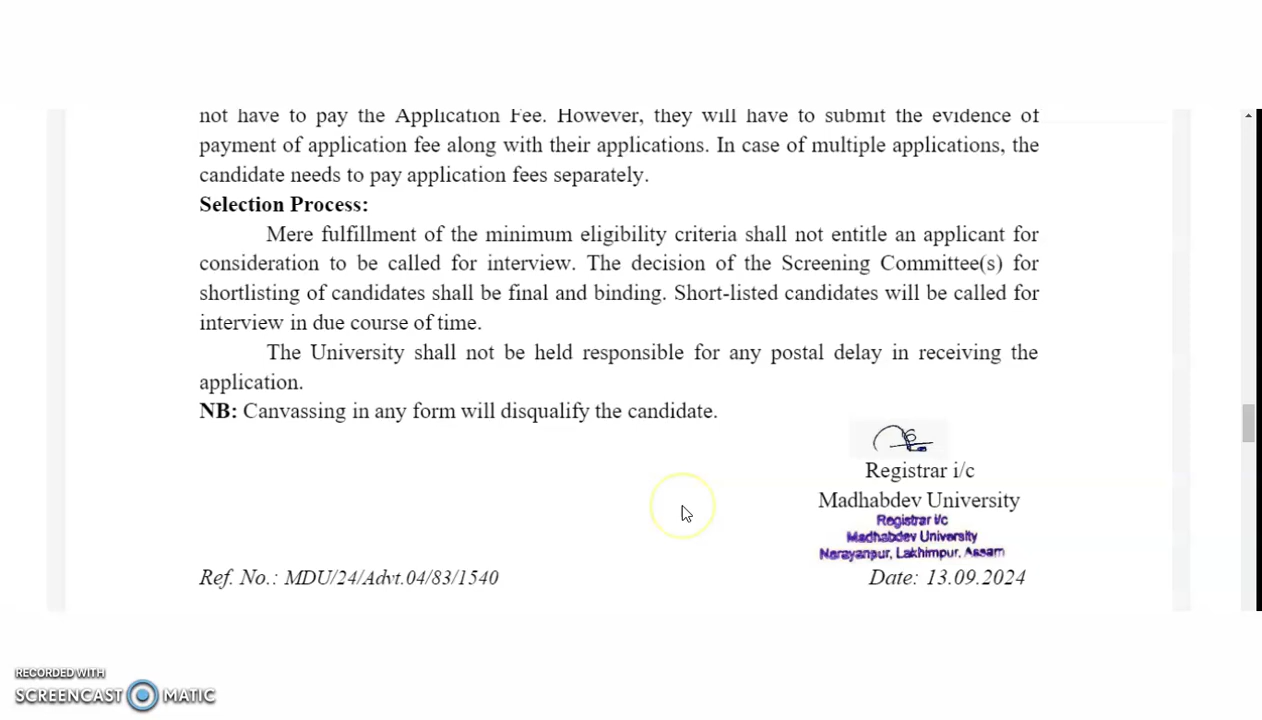 not have to pay the Application Fee. However, they will have to submit the evidence of
payment of application fee along with their applications. In case of multiple applications, the
candidate needs to pay application fees separately.
Selection Process:
Mere fulfillment of the minimum eligibility criteria shall not entitle an applicant for
consideration to be called for interview. The decision of the Screening Committee(s) for
shortlisting of candidates shall be final and binding. Short-listed candidates will be called for
interview in due course of time.
The University shall not be held responsible for any postal delay in receiving the
application.
NB: Canvassing in any form will disqualify the candidate.
Registrar i/c
Madhabdev University
Registrar i/c
Madhabdev University
Narayanpur, Lakhimpur, Assam
Ref. No.: MDU/24/Advt.04/83/1540
Date: 13.09.2024
RECORDED WITH
SCREENCAST MATIC